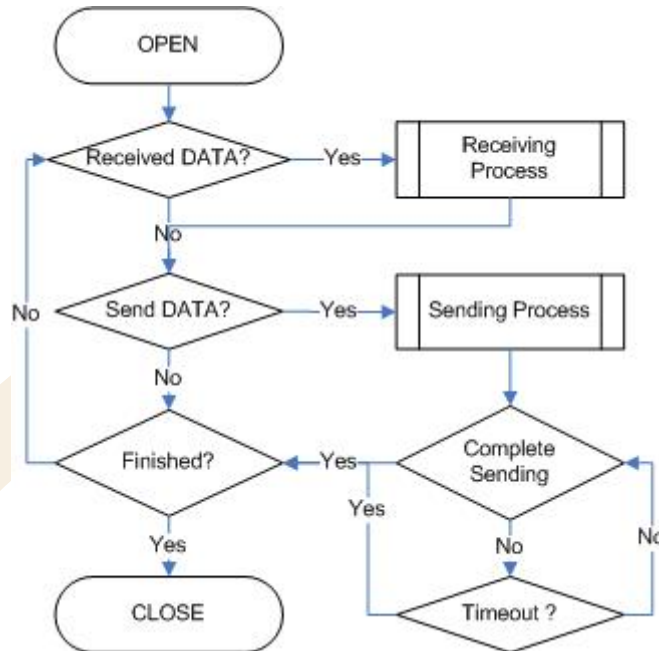 OPEN
Received DATA?
Yes
Receiving
Process
No
Send DATA?
Yes
Sending Process
No
No
Finished?
Yes
Complete
Sending
Yes
No
No
Yes
CLOSE
Timeout ?